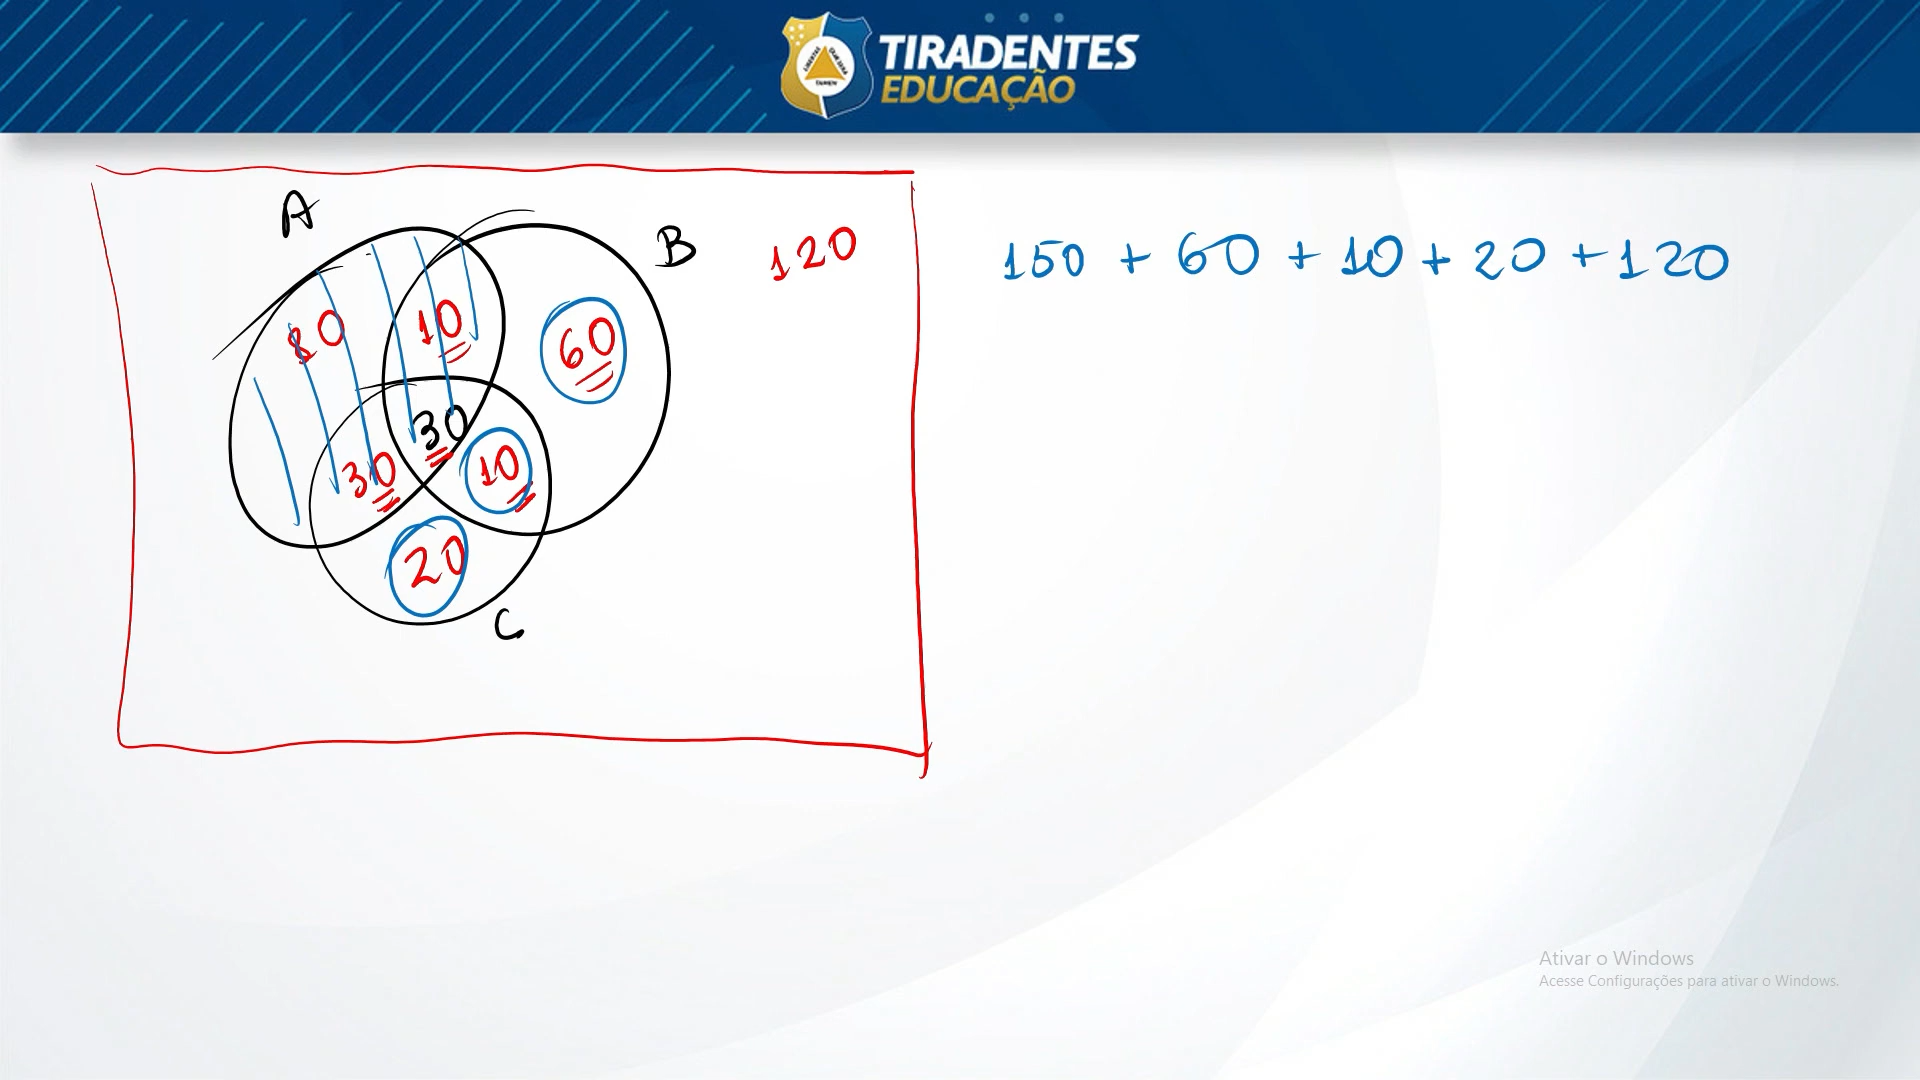 TIRADENTES
EDUCAÇÃO
A
B
120
150 + 60 + 10 + 20 + 120
80
10
60
30
30
10
20
C
Ativar o Windows
Acesse Configurações para ativar o Windows.